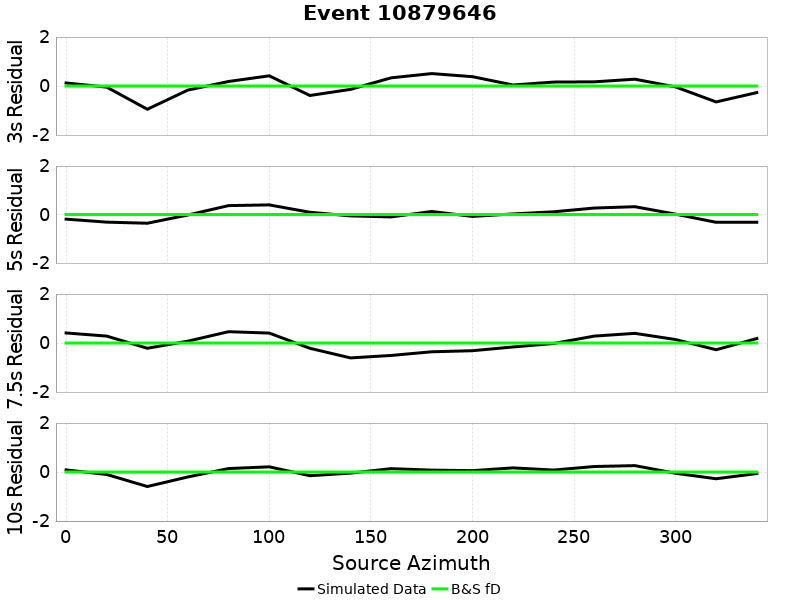 Event 10879646
3s Residual
2
0
-2
5s Residual
2
0
-2
7.5s Residual
2
0
-2
10s Residual
2
0
-2
0 50 100 150 200 250 300
Source Azimuth
Simulated Data B&S fD